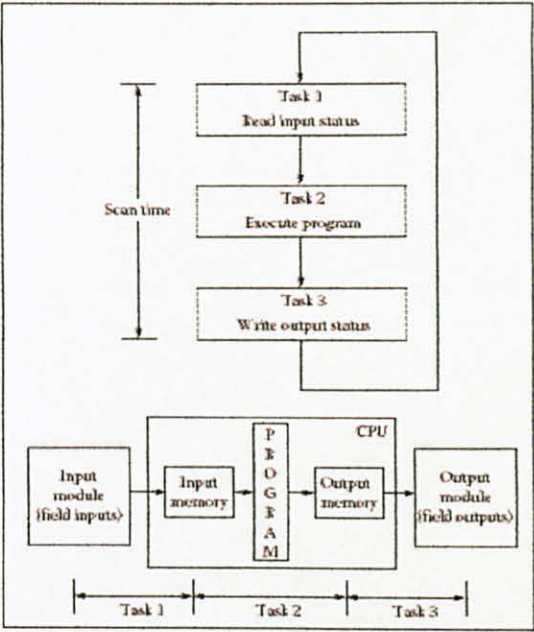 Task 1
Read input status
Scan time
Task 2
Execute program
Task 3
Write output status
CPU
Input
module
(field inputs)
Input
memory
PROGRAM
Output
memory
Output
module
(field outputs)
Task 1
Task 2
Task 3